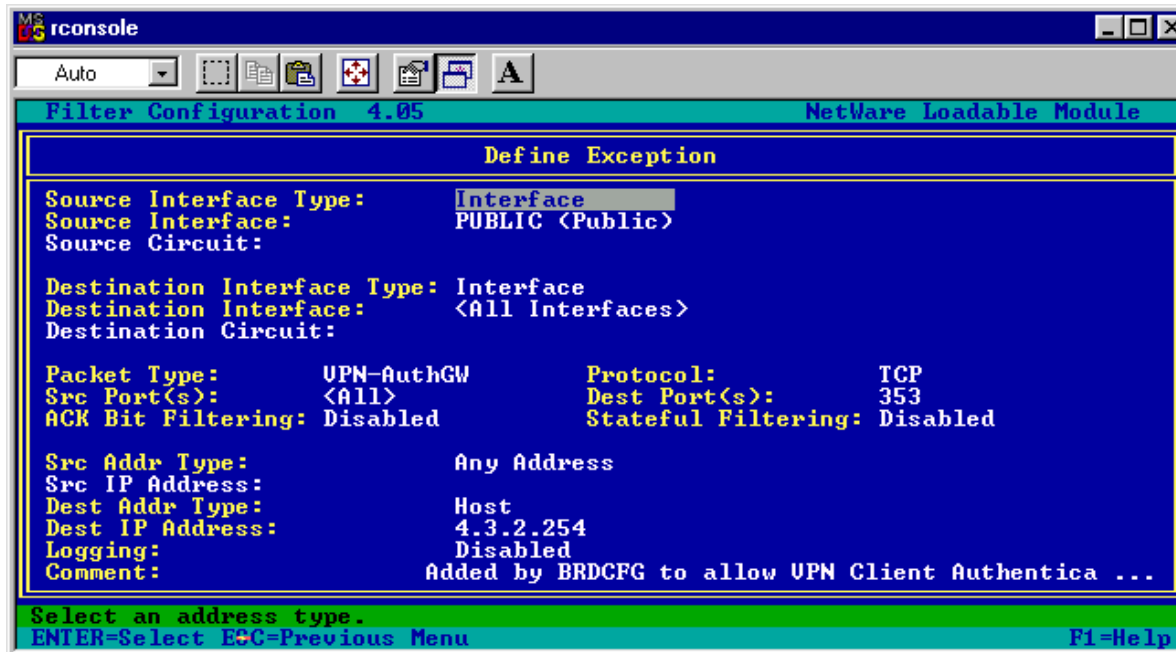 MS DOS rconsole
Auto
A
Filter Configuration 4.05 NetWare Loadable Module
Define Exception
Source Interface Type: Interface
Source Interface: PUBLIC <Public>
Source Circuit:
Destination Interface Type: Interface
Destination Interface: <All Interfaces>
Destination Circuit:
Packet Type: VPN-AuthGW Protocol: TCP
Src Port(s): <All> Dest Port(s): 353
ACK Bit Filtering: Disabled Stateful Filtering: Disabled
Src Addr Type: Any Address
Src IP Address:
Dest Addr Type: Host
Dest IP Address: 4.3.2.254
Logging: Disabled
Comment: Added by BRDCFG to allow VPN Client Authentica ...
Select an address type.
ENTER=Select ESC=Previous Menu F1=Help